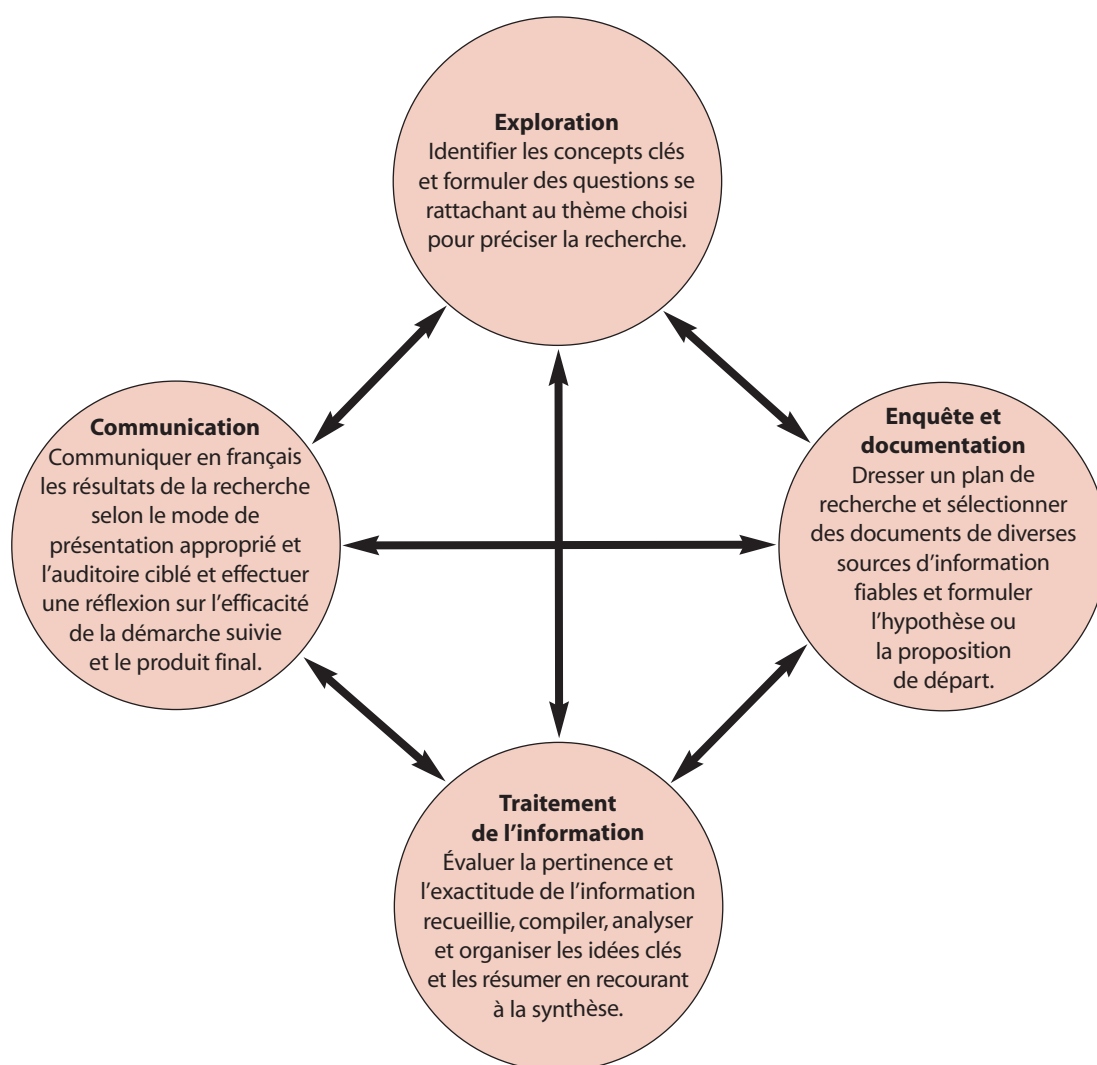 Exploration
Identifier les concepts clés
et formuler des questions se
rattachant au thème choisi
pour préciser la recherche.
Communication
Communiquer en français
les résultats de la recherche
selon le mode de
présentation approprié et
l'auditoire ciblé et effectuer
une réflexion sur l'efficacité
de la démarche suivie
et le produit final.
Enquête et
documentation
Dresser un plan de
recherche et sélectionner
des documents de diverses
sources d'information
fiables et formuler
l'hypothèse ou
la proposition
de départ.
Traitement
de l'information
Évaluer la pertinence et
l'exactitude de l'information
recueillie, compiler, analyser
et organiser les idées clés
et les résumer en recourant
à la synthèse.